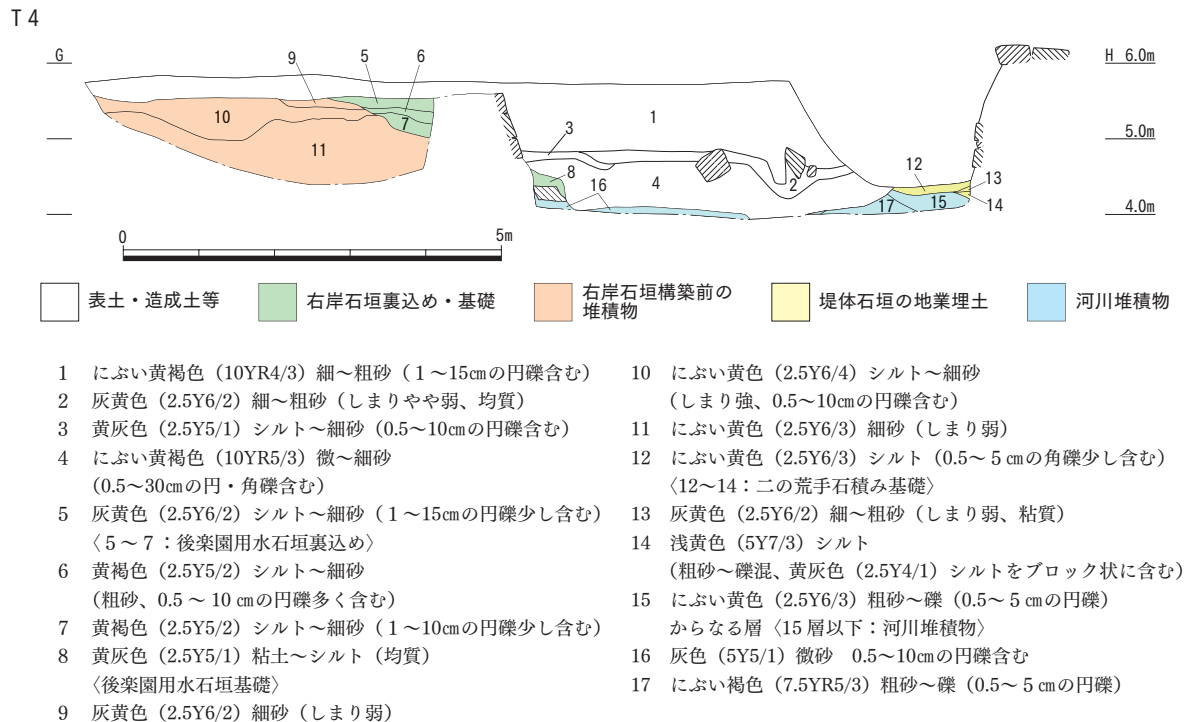 T 4
G
9
5
6
H 6.0m
10
7
11
3
1
8
16
4
2
12
13
5.0m
17
15
14
4.0m
0
5m
表土・造成土等
右岸石垣裏込め・基礎
右岸石垣構築前の
堆積物
堤体石垣の地業埋土
河川堆積物
1 にぶい黄褐色（10YR4/3）細～粗砂（１～15㎝の円礫含む）
2 灰黄色（2.5Y6/2）細～粗砂（しまりやや弱、均質）
3 黄灰色（2.5Y5/1）シルト～細砂（0.5～10㎝の円礫含む）
4 にぶい黄褐色（10YR5/3）微～細砂
（0.5～30㎝の円・角礫含む）
5 灰黄色（2.5Y6/2）シルト～細砂（１～15㎝の円礫少し含む）
〈５～７：後楽園用水石垣裏込め〉
6 黄褐色（2.5Y5/2）シルト～細砂
（粗砂、0.5 ～ 10 ㎝の円礫多く含む）
7 黄褐色（2.5Y5/2）シルト～細砂（１～10㎝の円礫少し含む）
8 黄灰色（2.5Y5/1）粘土～シルト（均質）
〈後楽園用水石垣基礎〉
9 灰黄色（2.5Y6/2）細砂（しまり弱）
10 にぶい黄色（2.5Y6/4）シルト～細砂
（しまり強、0.5～10㎝の円礫含む）
11 にぶい黄色（2.5Y6/3）細砂（しまり弱）
12 にぶい黄色（2.5Y6/3）シルト（0.5～５㎝の角礫少し含む）
〈12～14：二の荒手石積み基礎〉
13 灰黄色（2.5Y6/2）細～粗砂（しまり弱、粘質）
14 浅黄色（5Y7/3）シルト
（粗砂～礫混、黄灰色（2.5Y4/1）シルトをブロック状に含む）
15 にぶい黄色（2.5Y6/3）粗砂～礫（0.5～５㎝の円礫）
からなる層〈15 層以下：河川堆積物〉
16 灰色（5Y5/1）微砂　0.5～10㎝の円礫含む
17 にぶい褐色（7.5YR5/3）粗砂～礫（0.5～５㎝の円礫）